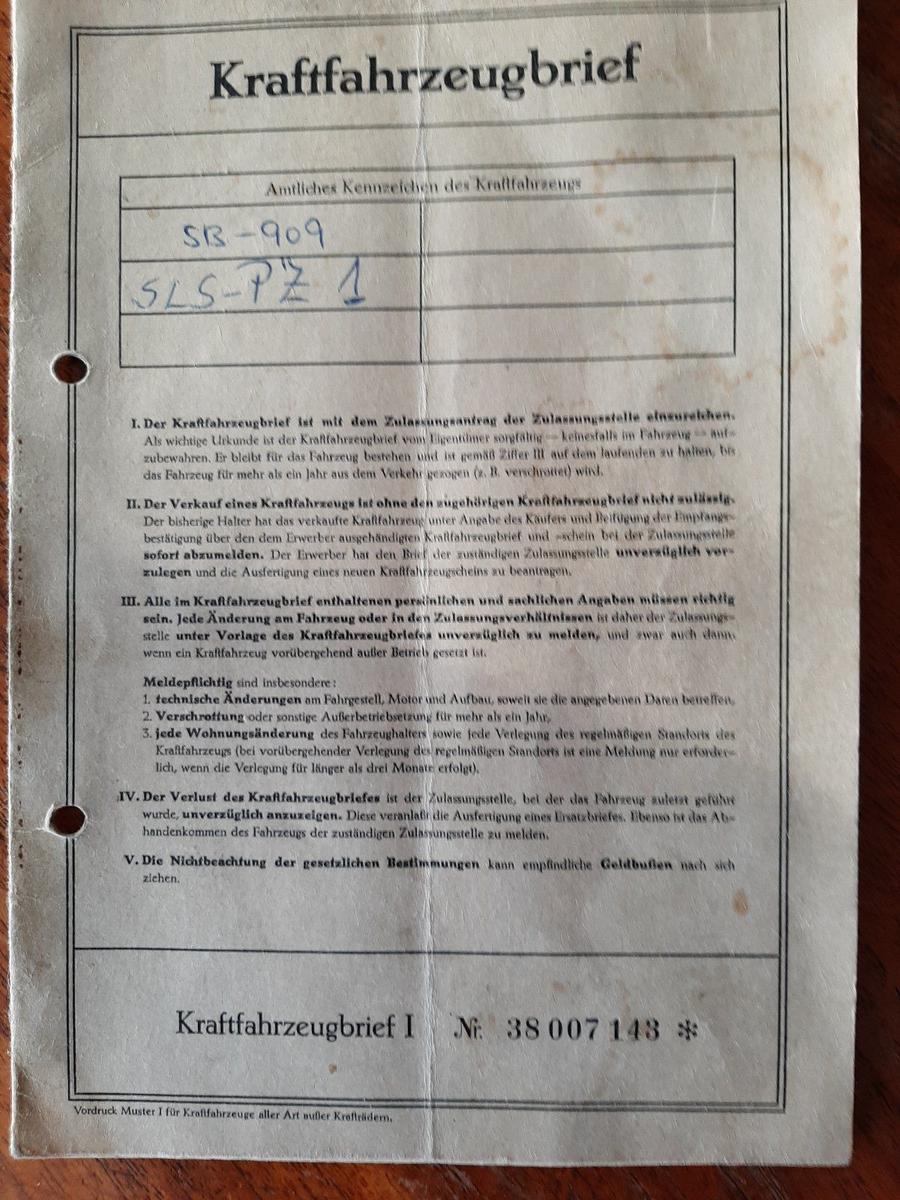 Kraftfahrzeugbrief
Amtliches Kennzeichen des Kraftfahrzeugs
SB-909
SLS-PZ 1
I. Der Kraftfahrzeugbrief ist mit dem Zulassungsantrag der Zulassungsstelle einzureichen.
Als wichtige Urkunde ist der Kraftfahrzeugbrief vom Eigentümer sorgfältig — keinesfalls im Fahrzeug — auf-
zubewahren. Er bleibt für das Fahrzeug bestehen und ist gemäß Ziffer III auf dem laufenden zu halten, bis
das Fahrzeug für mehr als ein Jahr aus dem Verkehr gezogen (z. B. verschrottet) wird.
II. Der Verkauf eines Kraftfahrzeugs ist ohne den zugehörigen Kraftfahrzeugbrief nicht zulässig.
Der bisherige Halter hat das verkaufte Kraftfahrzeug unter Angabe des Käufers und Beifügung der Empfangs-
bestätigung über den dem Erwerber ausgehändigten Kraftfahrzeugbrief und -schein bei der Zulassungsstelle
sofort abzumelden. Der Erwerber hat den Brief der zuständigen Zulassungsstelle unverzüglich vor-
zulegen und die Ausfertigung eines neuen Kraftfahrzeugscheins zu beantragen.
III. Alle im Kraftfahrzeugbrief enthaltenen persönlichen und sachlichen Angaben müssen richtig
sein. Jede Änderung am Fahrzeug oder in den Zulassungsverhältnissen ist daher der Zulassungs-
stelle unter Vorlage des Kraftfahrzeugbriefes unverzüglich zu melden, und zwar auch dann,
wenn ein Kraftfahrzeug vorübergehend außer Betrieb gesetzt ist.
Meldepflichtig sind insbesondere:
1. technische Änderungen am Fahrgestell, Motor und Aufbau, soweit sie die angegebenen Daten betreffen,
2. Verschrottung oder sonstige Außerbetriebsetzung für mehr als ein Jahr,
3. jede Wohnungsänderung des Fahrzeughalters sowie jede Verlegung des regelmäßigen Standorts des
Kraftfahrzeugs (bei vorübergehender Verlegung des regelmäßigen Standorts ist eine Meldung nur erforder-
lich, wenn die Verlegung für länger als drei Monate erfolgt).
IV. Der Verlust des Kraftfahrzeugbriefes ist der Zulassungsstelle, bei der das Fahrzeug zuletzt geführt
wurde, unverzüglich anzuzeigen. Diese veranlaßt die Ausfertigung eines Ersatzbriefes. Ebenso ist das Ab-
handenkommen des Fahrzeugs der zuständigen Zulassungsstelle zu melden.
V. Die Nichtbeachtung der gesetzlichen Bestimmungen kann empfindliche Geldbußen nach sich
ziehen.
Kraftfahrzeugbrief I Nr. 38 007 143 *
Vordruck Muster I für Kraftfahrzeuge aller Art außer Krafträdern.